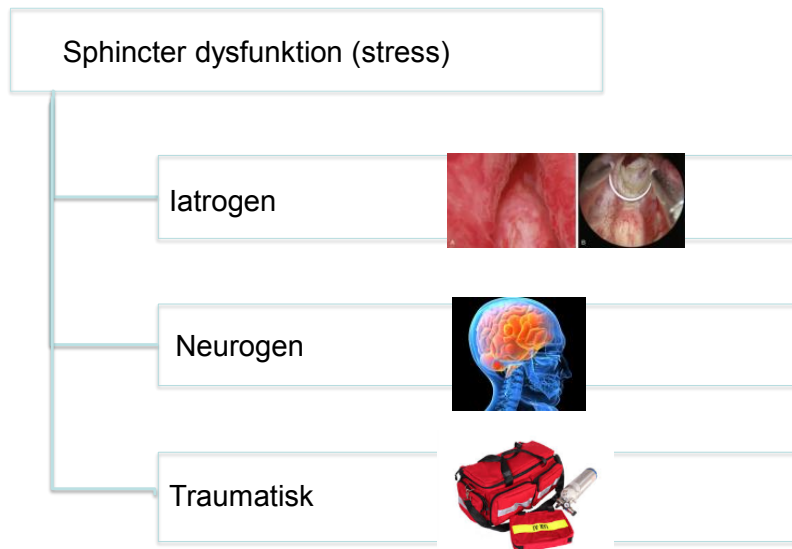 Sphincter dysfunktion (stress)
Iatrogen
A
B
Neurogen
Traumatisk